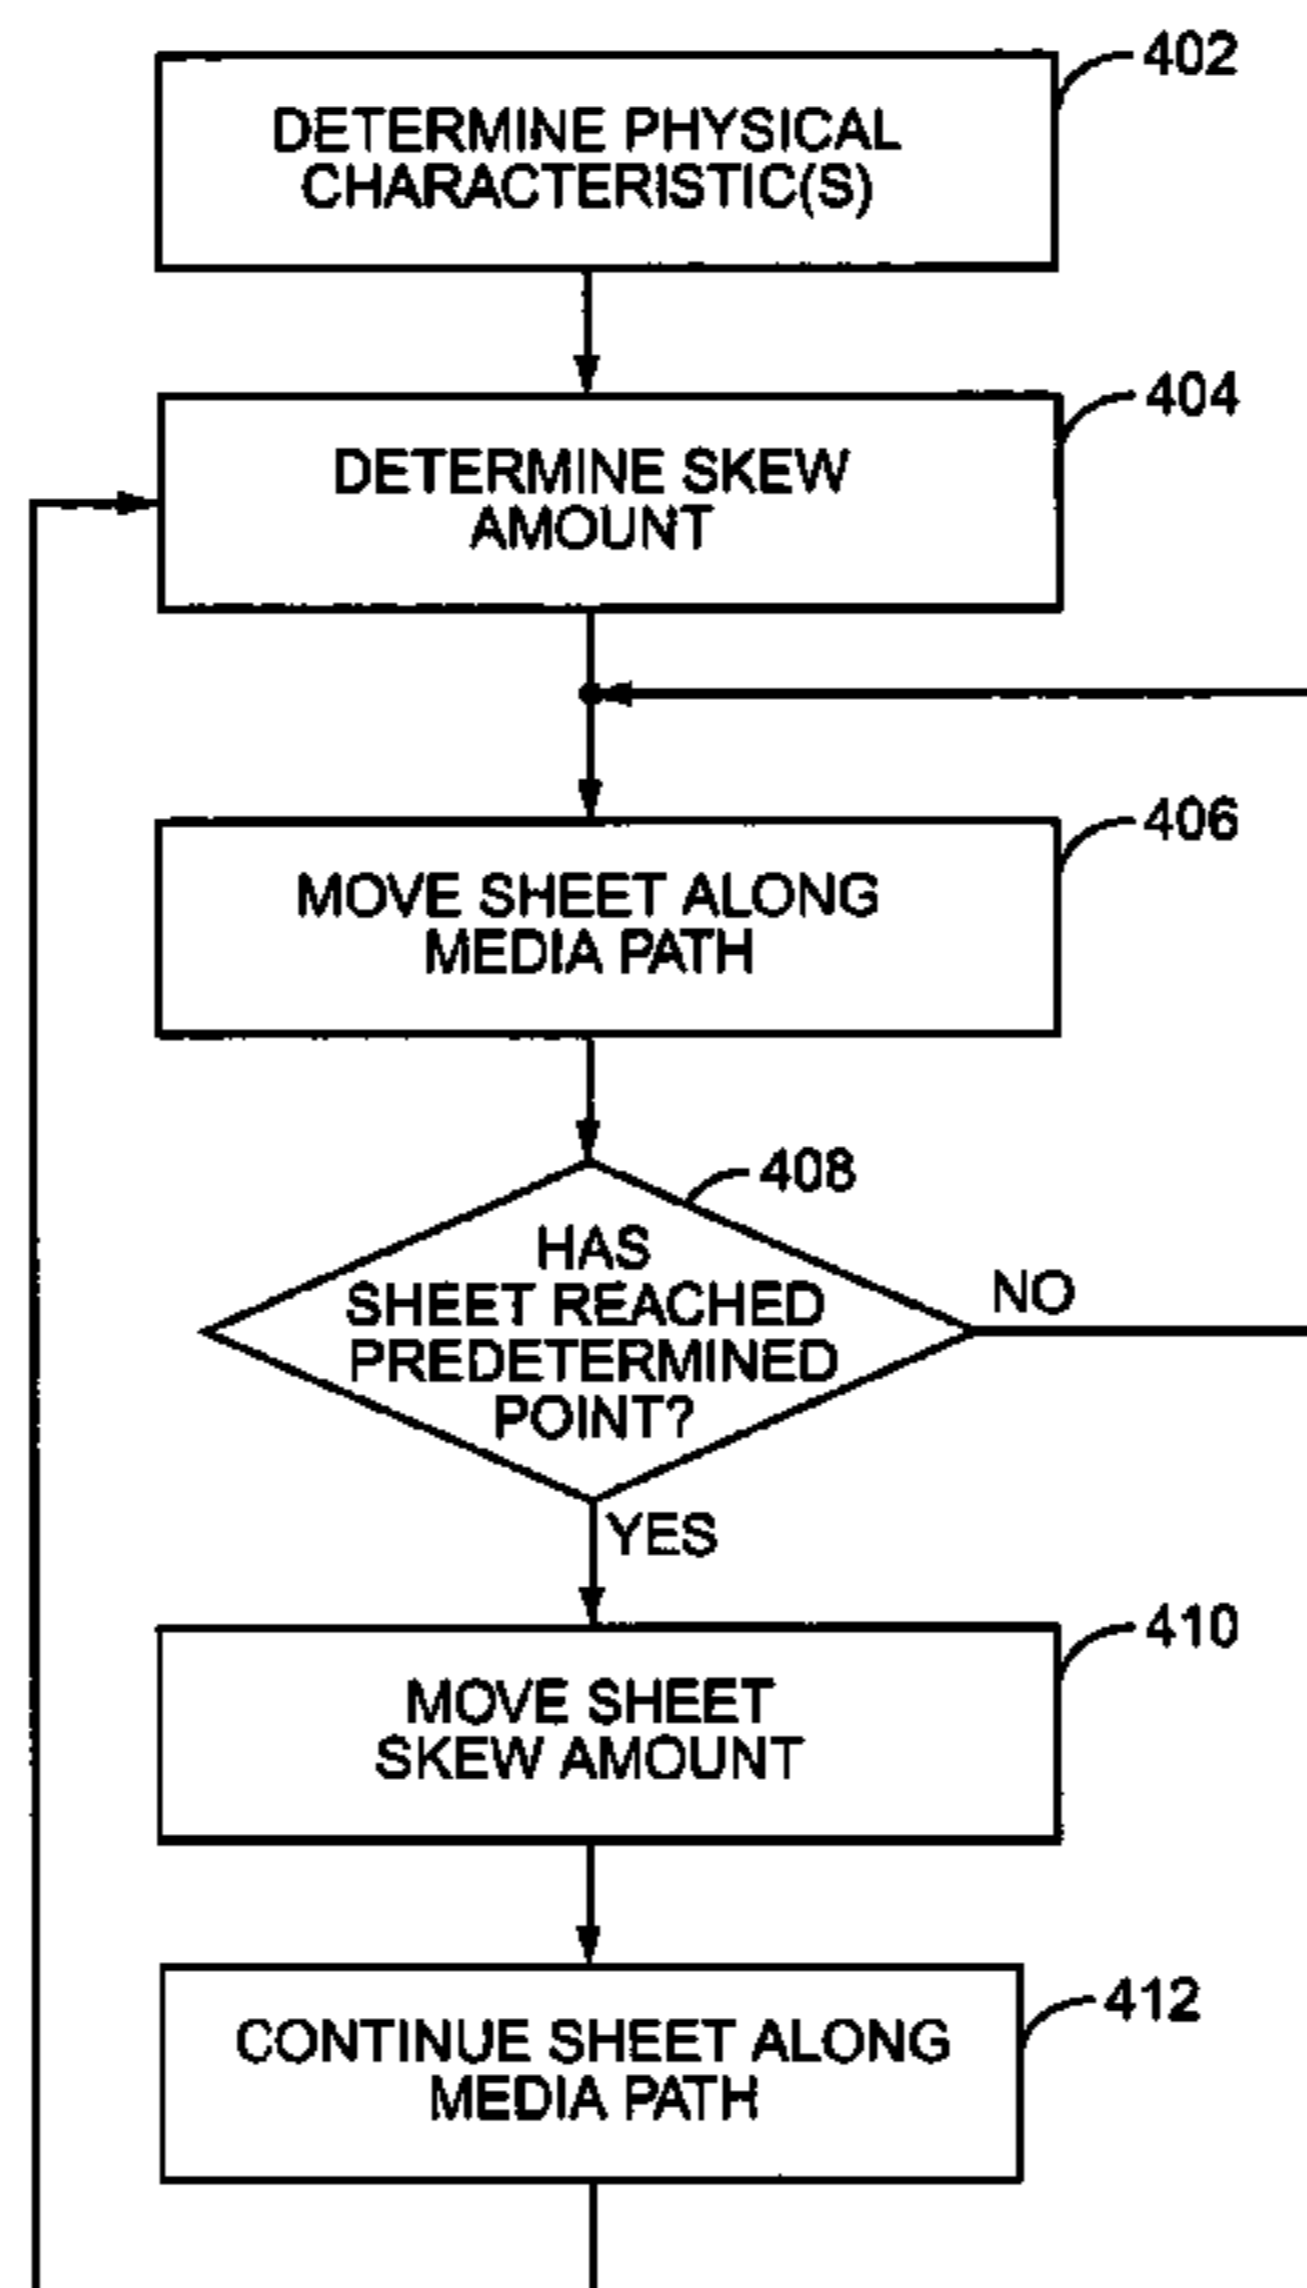 402
DETERMINE PHYSICAL
CHARACTERISTIC(S)
404
DETERMINE SKEW
AMOUNT
406
MOVE SHEET ALONG
MEDIA PATH
408
HAS
SHEET REACHED
PREDETERMINED
POINT?
NO
YES
410
MOVE SHEET
SKEW AMOUNT
412
CONTINUE SHEET ALONG
MEDIA PATH